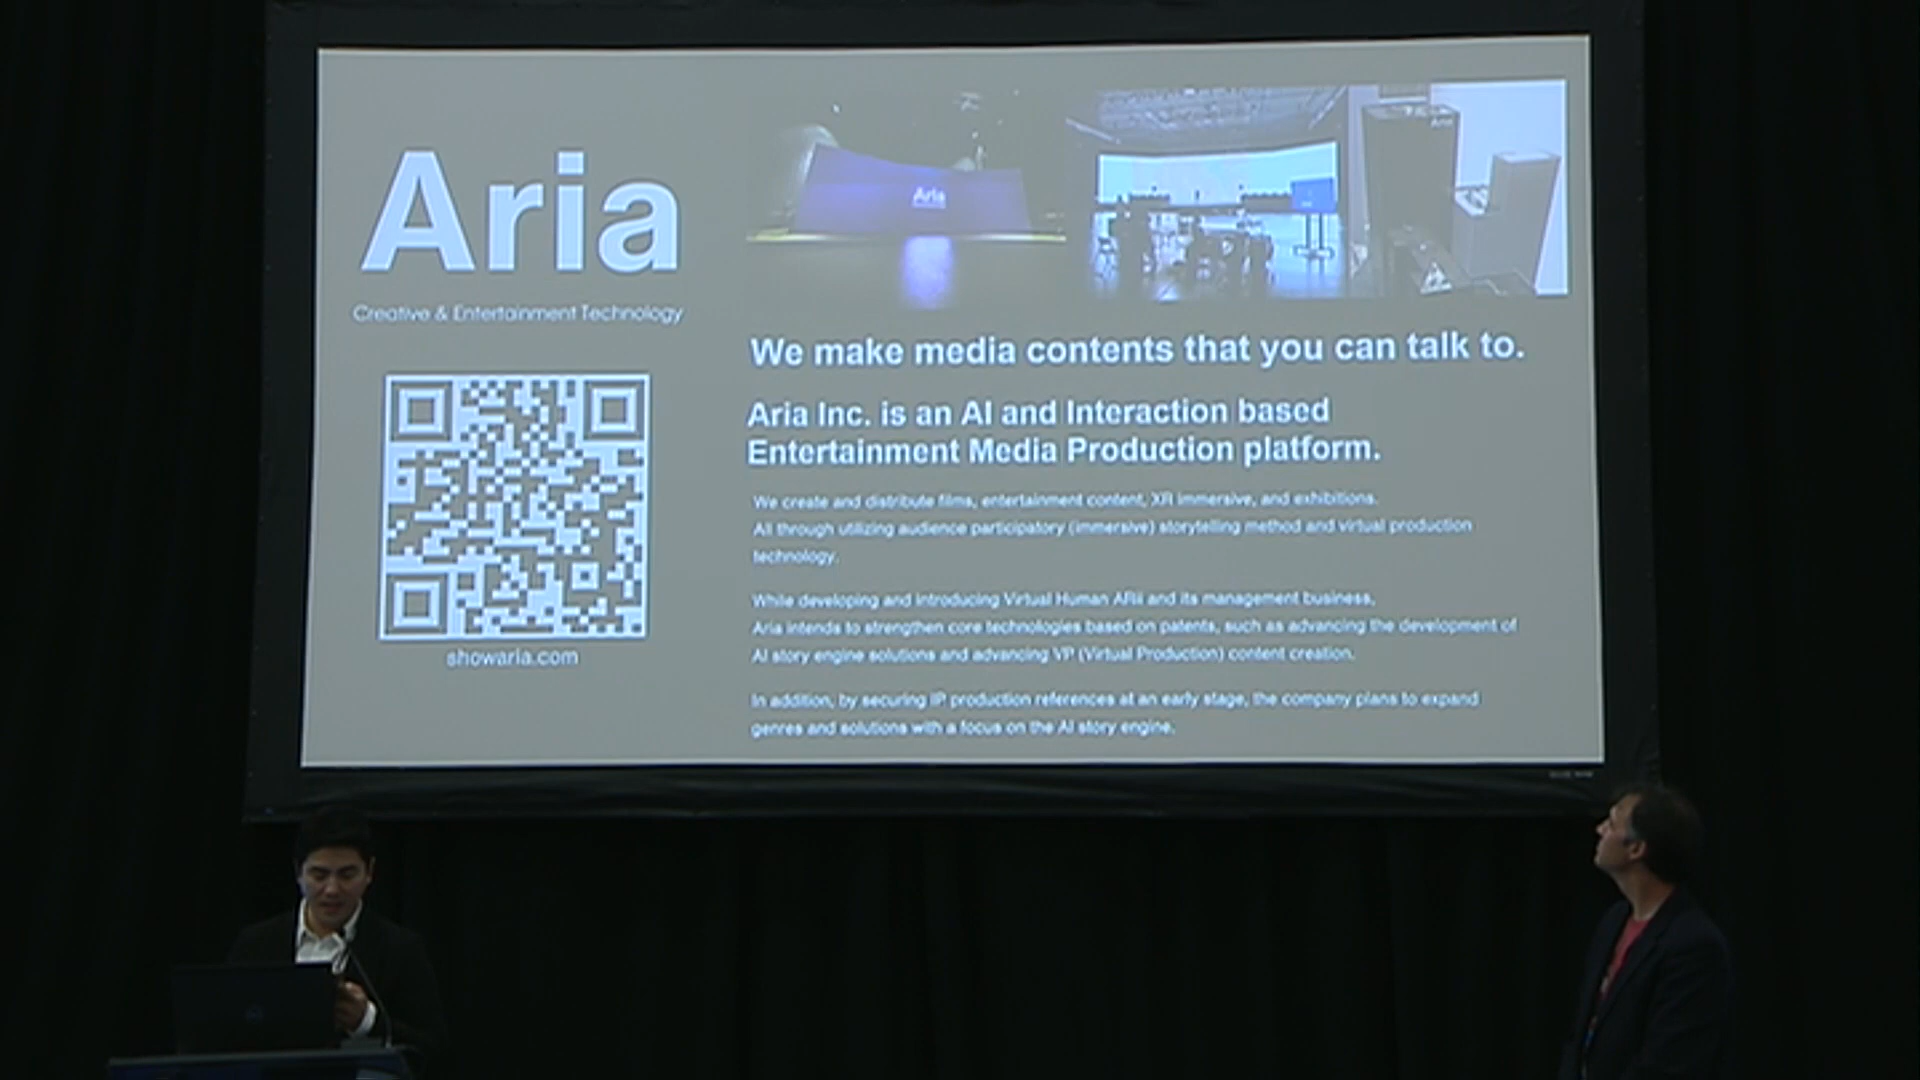 Aria
Creative & Entertainment Technology
showaria.com
Aria
Aria
We make media contents that you can talk to.
Aria Inc. is an AI and Interaction based
Entertainment Media Production platform.
We create and distribute films, entertainment content, XR immersive, and exhibitions.
All through utilizing audience participatory (immersive) storytelling method and virtual production
technology.
While developing and introducing Virtual Human ARii and its management business,
Aria intends to strengthen core technologies based on patents, such as advancing the development of
AI story engine solutions and advancing VP (Virtual Production) content creation.
In addition, by securing IP production references at an early stage, the company plans to expand
genres and solutions with a focus on the AI story engine.